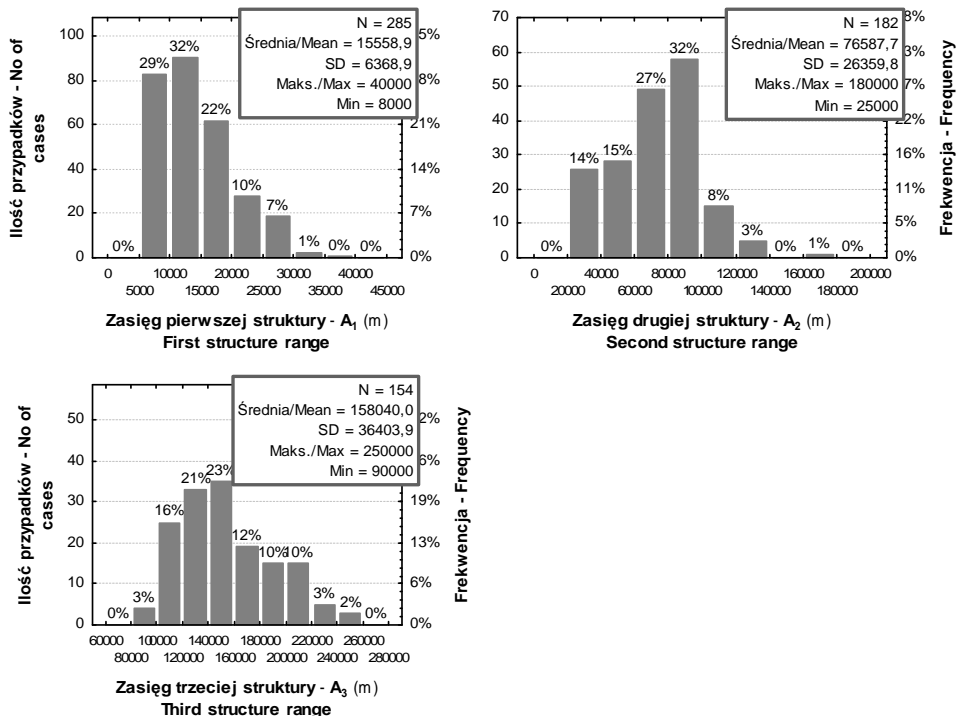 N = 285
Średnia/Mean = 15558,9
SD = 6368,9
Maks./Max = 40000
Min = 8000
100
80
60
40
20
0
29%
32%
22%
10%
7%
1%
0%
0%
0%
5%
8%
21%
14%
7%
0%
0 10000 20000 30000 40000
5000 15000 25000 35000 45000
Ilość przypadków - No of
cases
Zasięg pierwszej struktury - A1 (m)
First structure range
N = 182
Średnia/Mean = 76587,7
SD = 26359,8
Maks./Max = 180000
Min = 25000
70
60
50
40
30
20
10
0
0%
14%
15%
27%
32%
8%
3%
0%
1%
0%
8%
3%
7%
22%
16%
11%
5%
0%
0 40000 80000 120000 160000 200000
20000 60000 100000 140000 180000
Frekwencja - Frequency
Zasięg drugiej struktury - A2 (m)
Second structure range
N = 154
Średnia/Mean = 158040,0
SD = 36403,9
Maks./Max = 250000
Min = 90000
50
40
30
20
10
0
0%
3%
16%
21%
23%
12%
10%
10%
3%
2%
0%
2%
6%
19%
13%
6%
0%
60000 100000 140000 180000 220000 260000
80000 120000 160000 200000 240000 280000
Ilość przypadków - No of
cases
Frekwencja - Frequency
Zasięg trzeciej struktury - A3 (m)
Third structure range